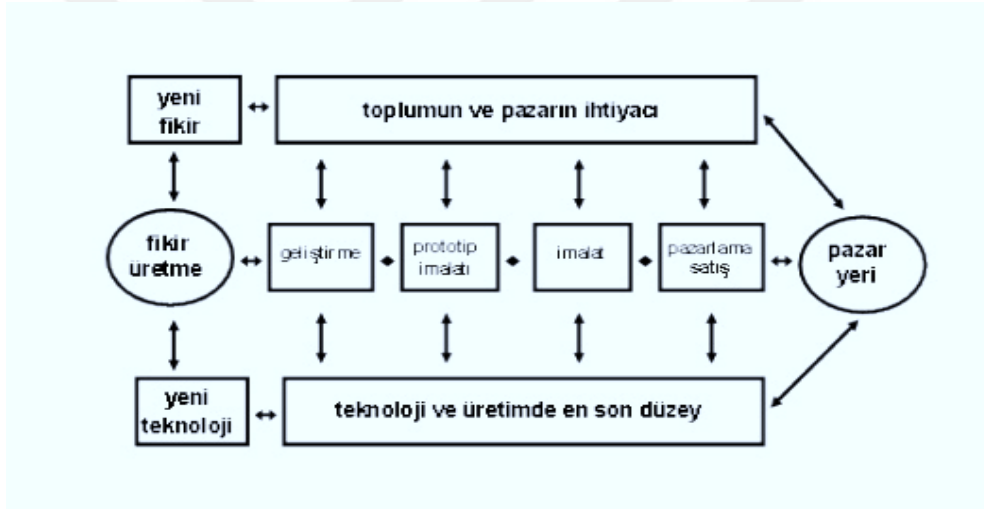 yeni
fikir
toplumun ve pazarın ihtiyacı
fikir
üretme
geliştirme
prototip
imalatı
imalat
pazarlama
satış
pazar
yeri
yeni
teknoloji
teknoloji ve üretimde en son düzey